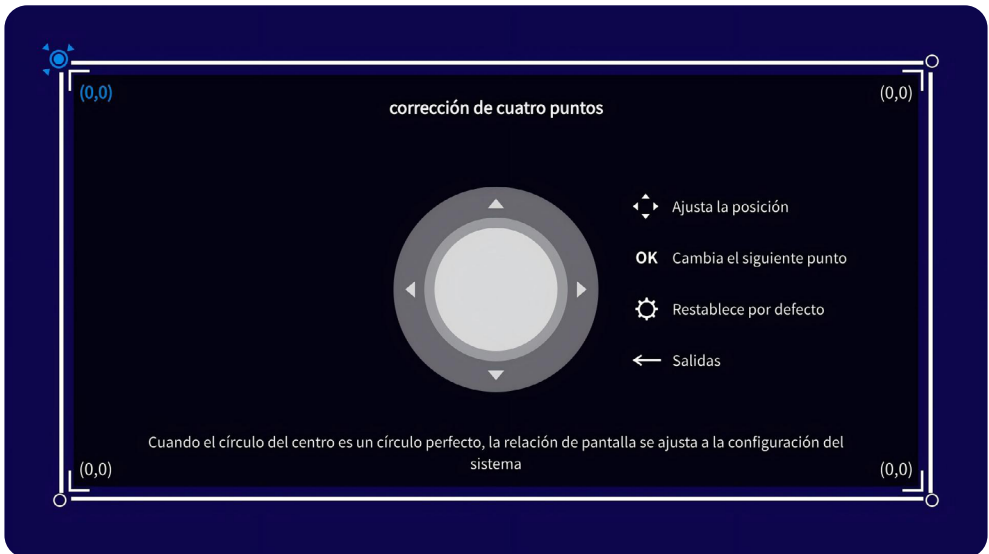 (0,0)
(0,0)
corrección de cuatro puntos
Ajusta la posición
OK Cambia el siguiente punto
Restablece por defecto
Salidas
Cuando el círculo del centro es un círculo perfecto, la relación de pantalla se ajusta a la configuración del
sistema
(0,0)
(0,0)